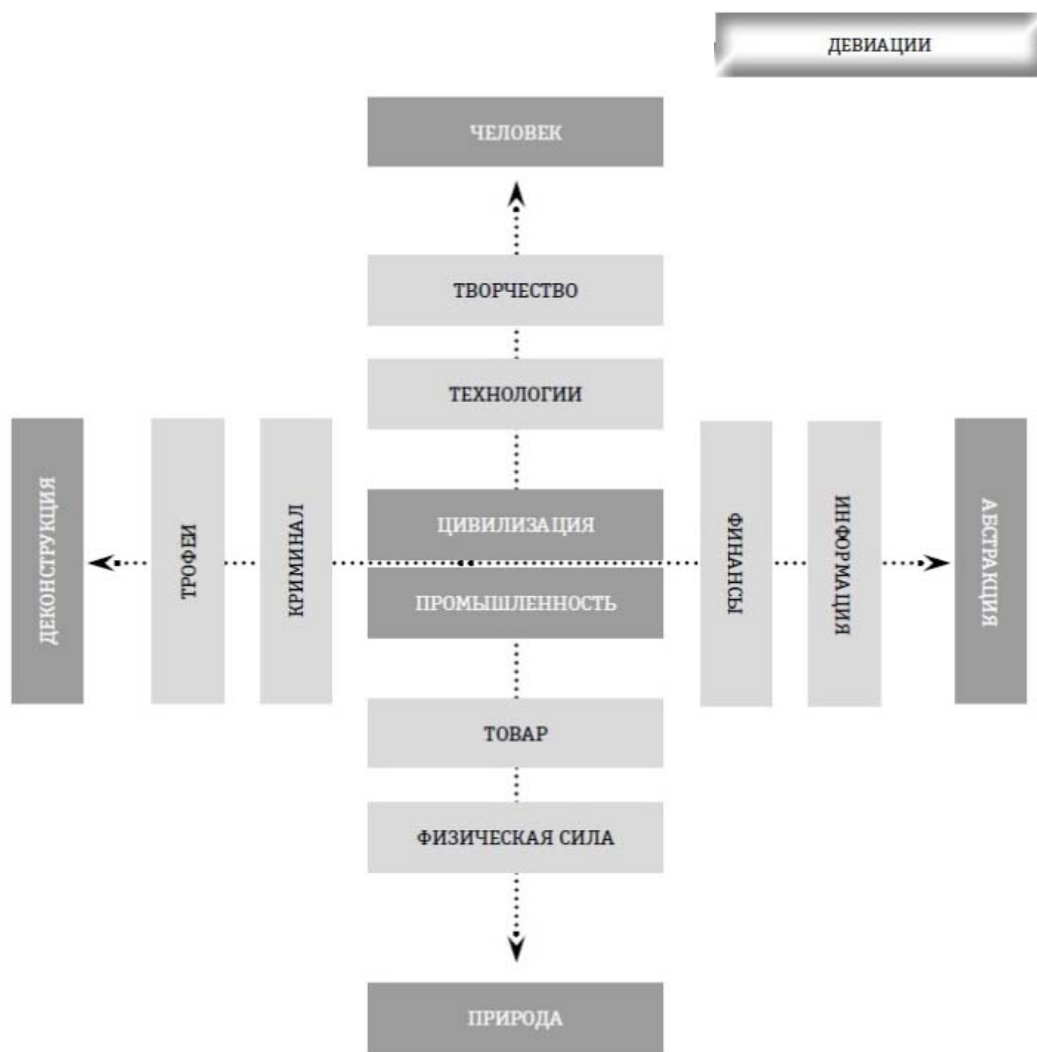 ДЕВИАЦИИ
ЧЕЛОВЕК
ТВОРЧЕСТВО
ТЕХНОЛОГИИ
ДЕКОНСТРУКЦИЯ
ТРОФЕИ
КРИМИНАЛ
ЦИВИЛИЗАЦИЯ
ПРОМЫШЛЕННОСТЬ
ФИНАНСЫ
ИНФОРМАЦИЯ
АБСТРАКЦИЯ
ТОВАР
ФИЗИЧЕСКАЯ СИЛА
ПРИРОДА